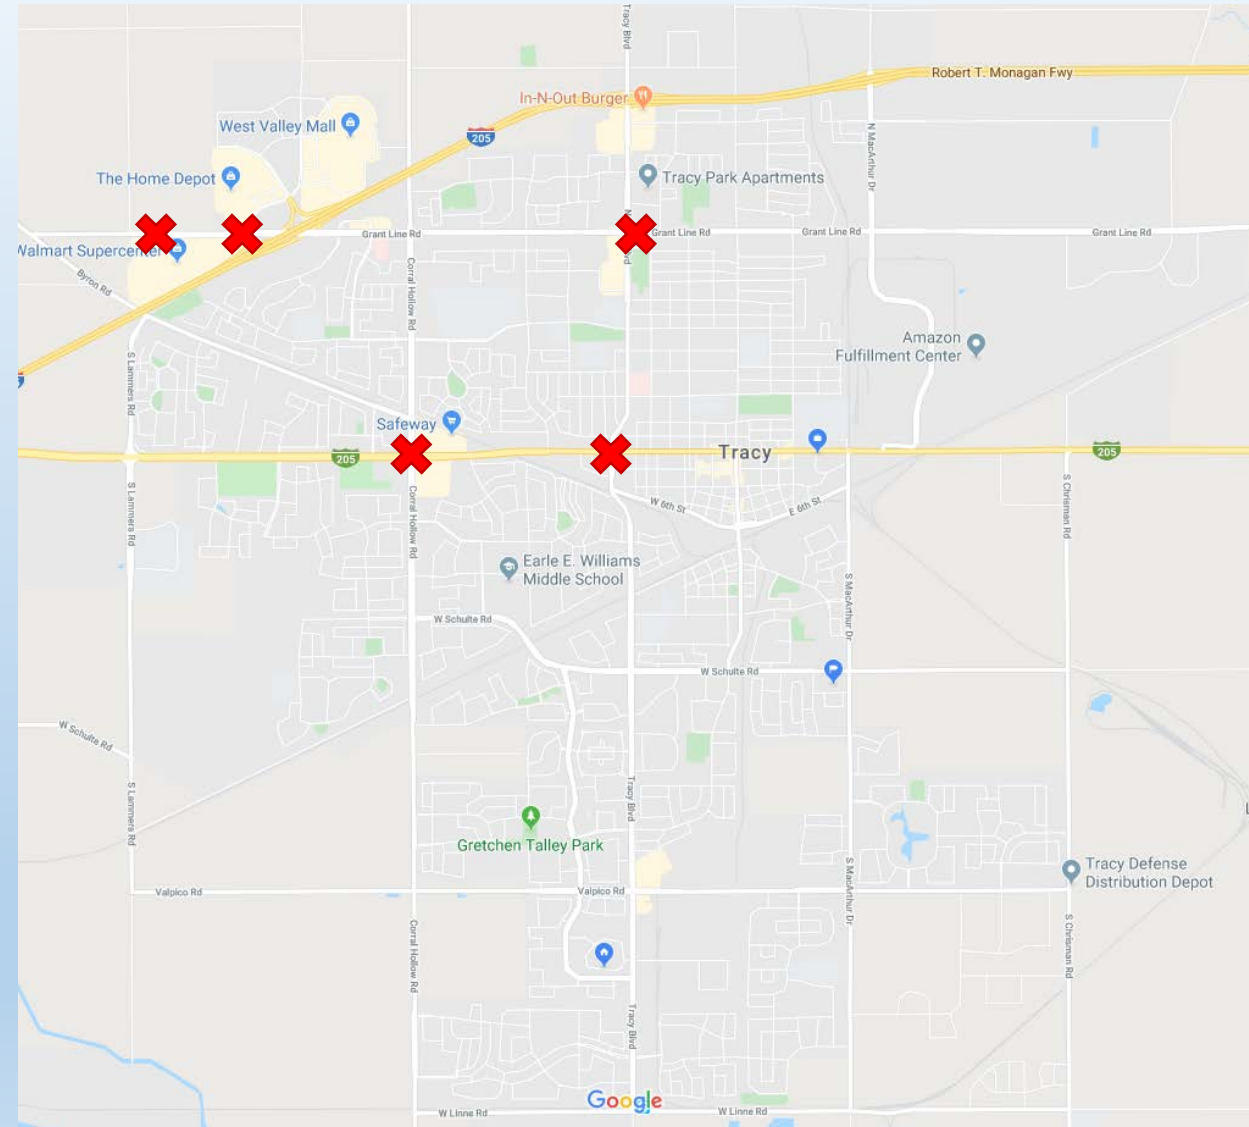 Tracy Blvd
Robert T. Monagan Fwy
In-N-Out Burger
West Valley Mall
205
N MacArthur Dr
The Home Depot
Tracy Park Apartments
Grant Line Rd
Grant Line Rd
Grant Line Rd
Grant Line Rd
Walmart Supercenter
Byron Rd
Corral Hollow Rd
Amazon
Fulfillment Center
S Lammers Rd
Safeway
205
Tracy
205
S Lammers Rd
Corral Hollow Rd
W 6th St
E 6th St
S Chrisman Rd
Earle E. Williams
Middle School
S MacArthur Dr
W Schulte Rd
W Schulte Rd
W Schulte Rd
S Lammers Rd
Tracy Blvd
Gretchen Talley Park
S MacArthur Dr
Tracy Defense
Distribution Depot
Valpico Rd
Valpico Rd
Corral Hollow Rd
S Chrisman Rd
Tracy Blvd
Google
W Linne Rd
W Linne Rd